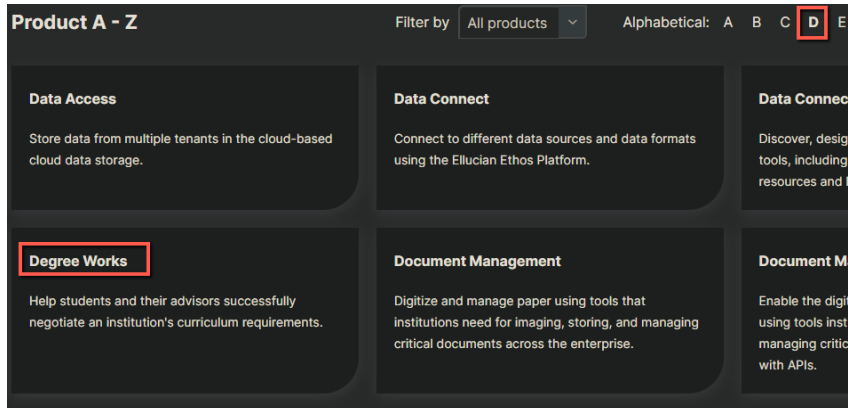 Product A - Z
Filter by All products
Alphabetical: A B C D E
Data Access
Store data from multiple tenants in the cloud-based
cloud data storage.
Data Connect
Connect to different data sources and data formats
using the Ellucian Ethos Platform.
Data Connec
Discover, desig
tools, including
resources and
Degree Works
Help students and their advisors successfully
negotiate an institution's curriculum requirements.
Document Management
Digitize and manage paper using tools that
institutions need for imaging, storing, and managing
critical documents across the enterprise.
Document M
Enable the digit
using tools inst
managing critic
with APIs.